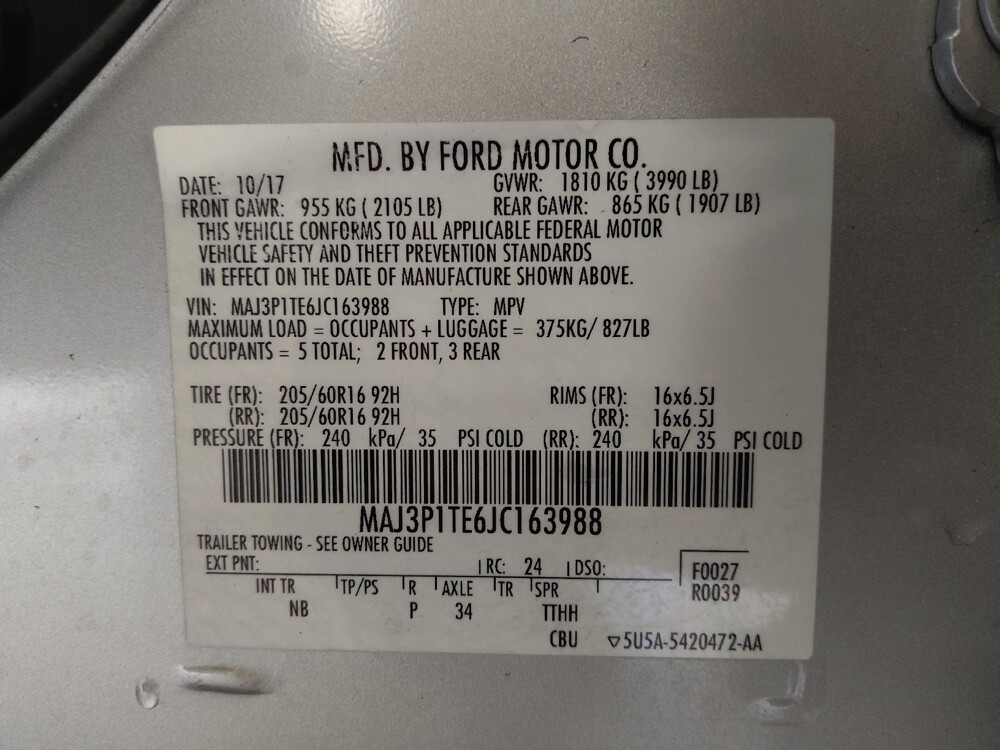 MFD. BY FORD MOTOR CO.
DATE: 10/17 GVWR: 1810 KG ( 3990 LB)
FRONT GAWR: 955 KG ( 2105 LB) REAR GAWR: 865 KG ( 1907 LB)
THIS VEHICLE CONFORMS TO ALL APPLICABLE FEDERAL MOTOR
VEHICLE SAFETY AND THEFT PREVENTION STANDARDS
IN EFFECT ON THE DATE OF MANUFACTURE SHOWN ABOVE.
VIN: MAJ3P1TE6JC163988 TYPE: MPV
MAXIMUM LOAD = OCCUPANTS + LUGGAGE = 375KG/ 827LB
OCCUPANTS = 5 TOTAL; 2 FRONT, 3 REAR
TIRE (FR): 205/60R16 92H RIMS (FR): 16x6.5J
(RR): 205/60R16 92H (RR): 16x6.5J
PRESSURE (FR): 240 kPa/ 35 PSI COLD (RR): 240 kPa/ 35 PSI COLD
MAJ3P1TE6JC163988
TRAILER TOWING - SEE OWNER GUIDE
EXT PNT: RC: 24 DSO: F0027
INT TR TP/PS R AXLE TR SPR R0039
NB P 34 TTHH
CBU ▽5U5A-5420472-AA